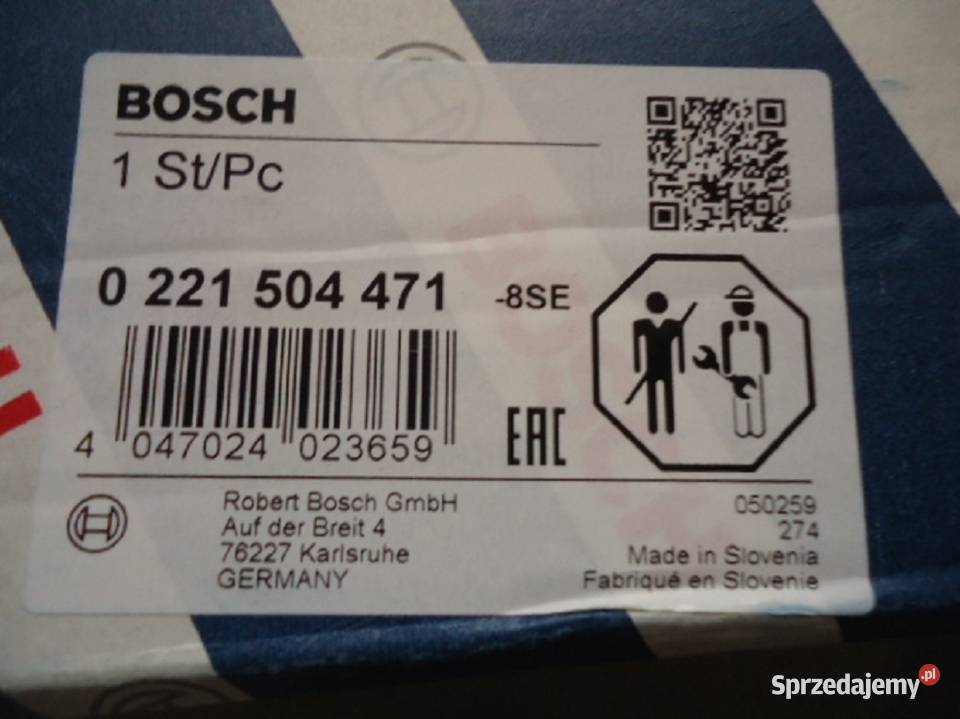 BOSCH
1 St/Pc
0 221 504 471 -8SE
4 047024 023659
EAC
Robert Bosch GmbH
Auf der Breit 4
76227 Karlsruhe
GERMANY
050259
274
Made in Slovenia
Fabriqué en Slovenie
Sprzedajemy.pl